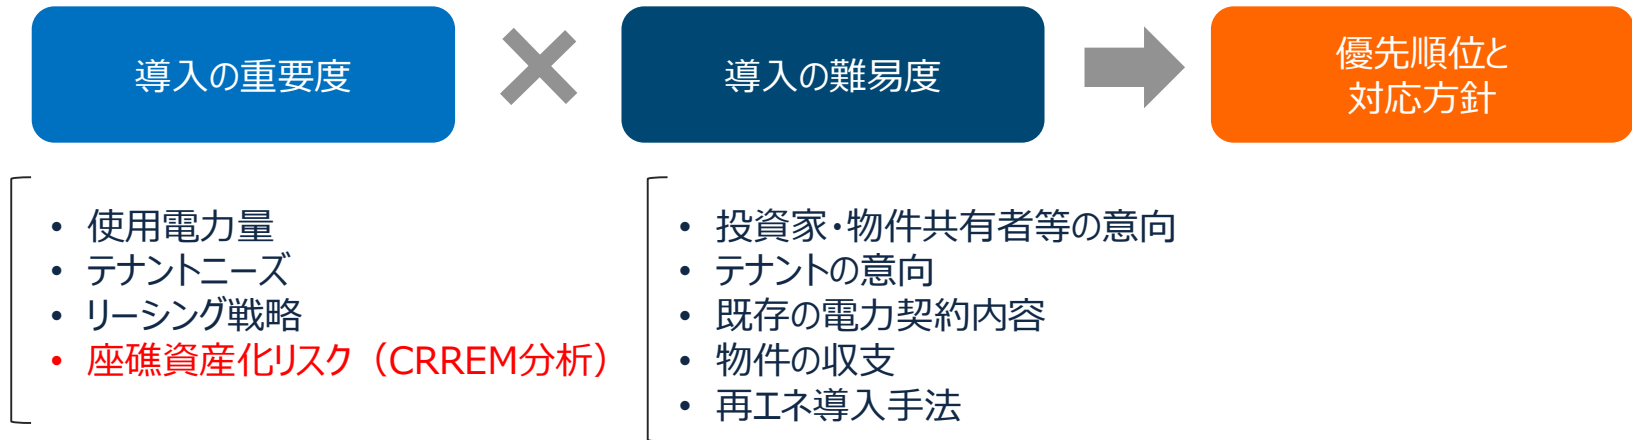 導入の重要度
導入の難易度
優先順位と
対応方針
• 使用電力量
• テナントニーズ
• リーシング戦略
• 座礁資産化リスク（CRREM分析）
• 投資家・物件共有者等の意向
• テナントの意向
• 既存の電力契約内容
• 物件の収支
• 再エネ導入手法